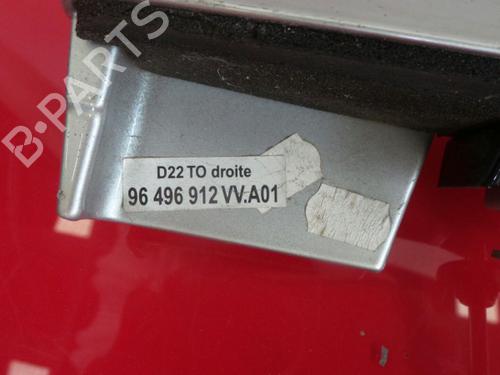 B-PARTS
D22 TO droite
96 496 912 VV.A01